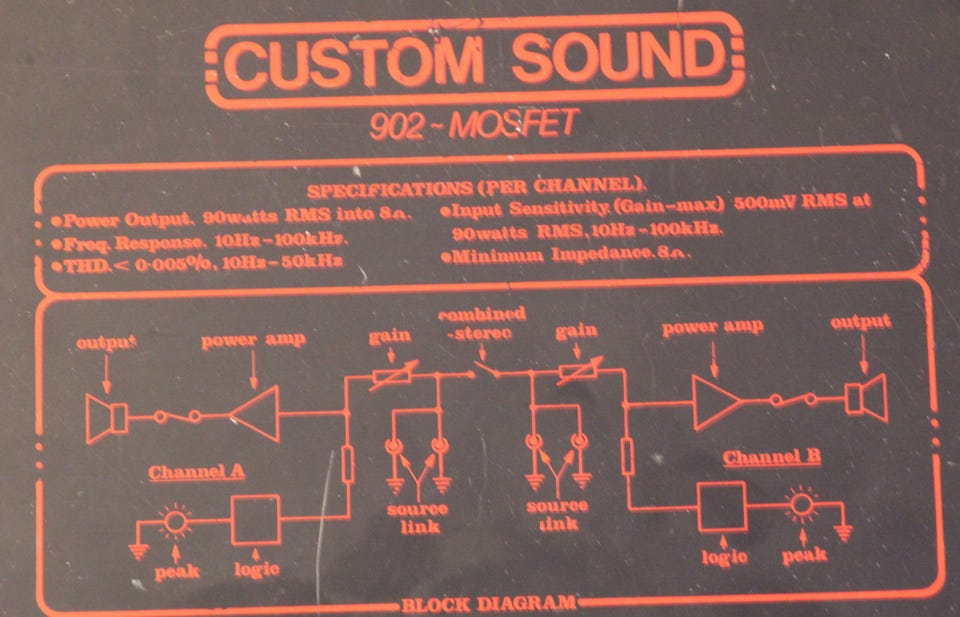 CUSTOM SOUND
902 ~ MOSFET
SPECIFICATIONS (PER CHANNEL).
•Power Output. 90watts RMS into 8Ω.
•Freq. Response. 10Hz–100kHz.
•THD.< 0·005%, 10Hz–50kHz
•Input Sensitivity.(Gain–max) 500mV RMS at
90watts RMS, 10Hz–100kHz.
•Minimum Impedance. 8Ω.
output
power amp
gain
combined
-stereo
gain
power amp
output
Channel A
Channel B
source
link
source
link
peak
logic
logic
peak
BLOCK DIAGRAM